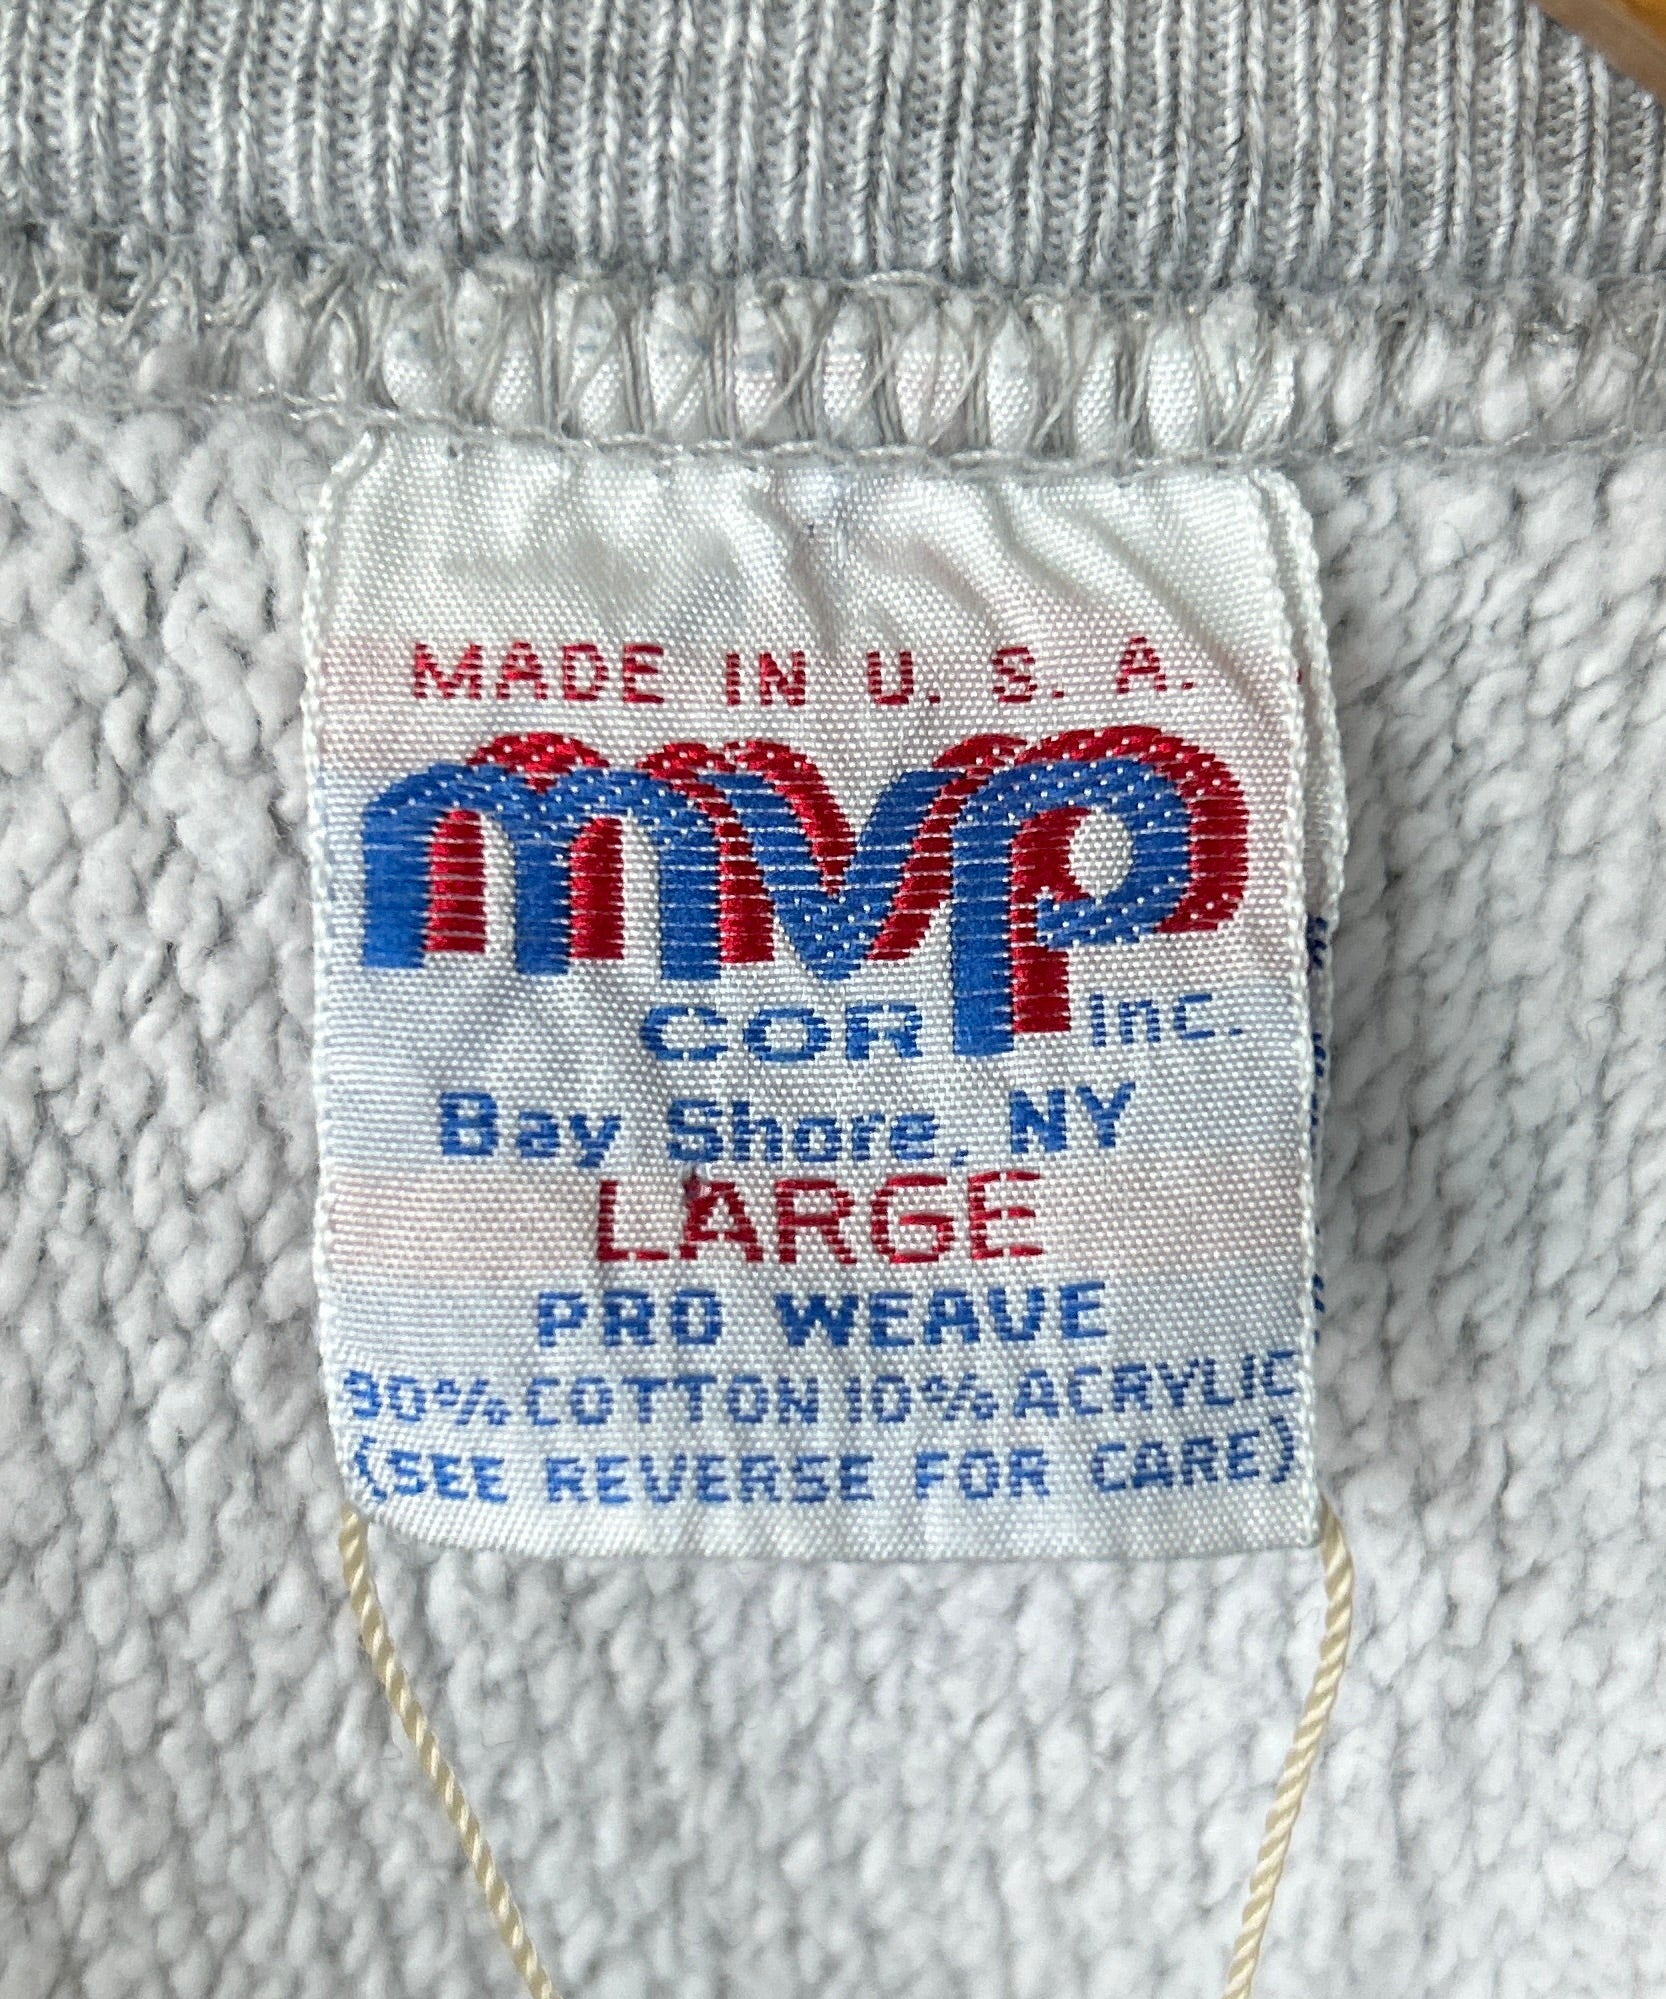 MADE IN U. S. A.
mvp
COR inc.
Bay Shore, NY
LARGE
PRO WEAVE
90% COTTON 10% ACRYLIC
(SEE REVERSE FOR CARE)